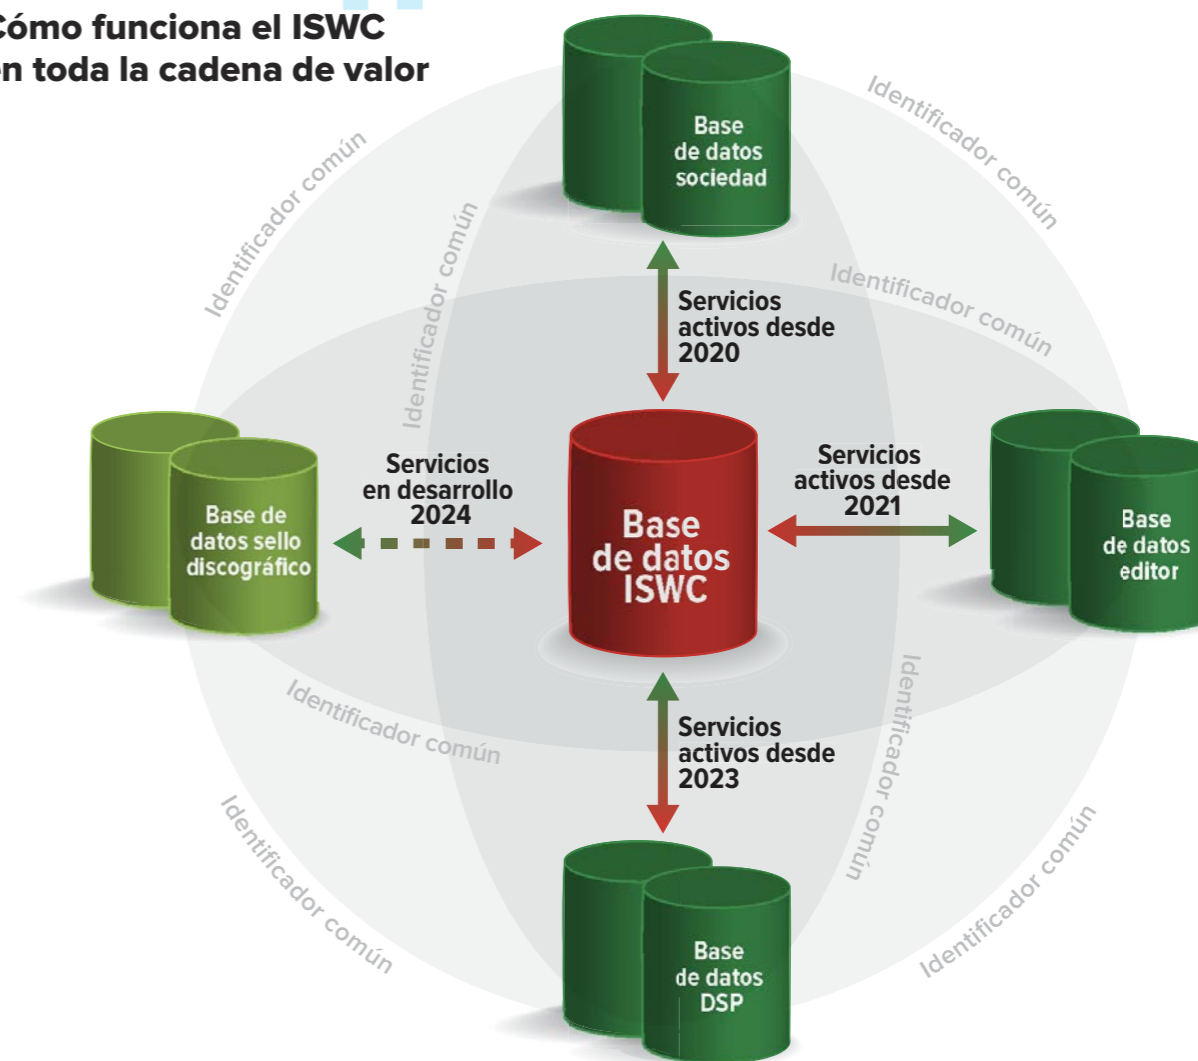 Cómo funciona el ISWC
en toda la cadena de valor
Base
de datos
sociedad
Identificador común
Identificador común
Identificador común
Identificador común
Servicios
activos desde
2020
Base de
datos sello
discográfico
Servicios
en desarrollo
2024
Base
de datos
ISWC
Servicios
activos desde
2021
Base
de datos
editor
Identificador común
Identificador común
Servicios
activos desde
2023
Identificador común
Identificador común
Base
de datos
DSP